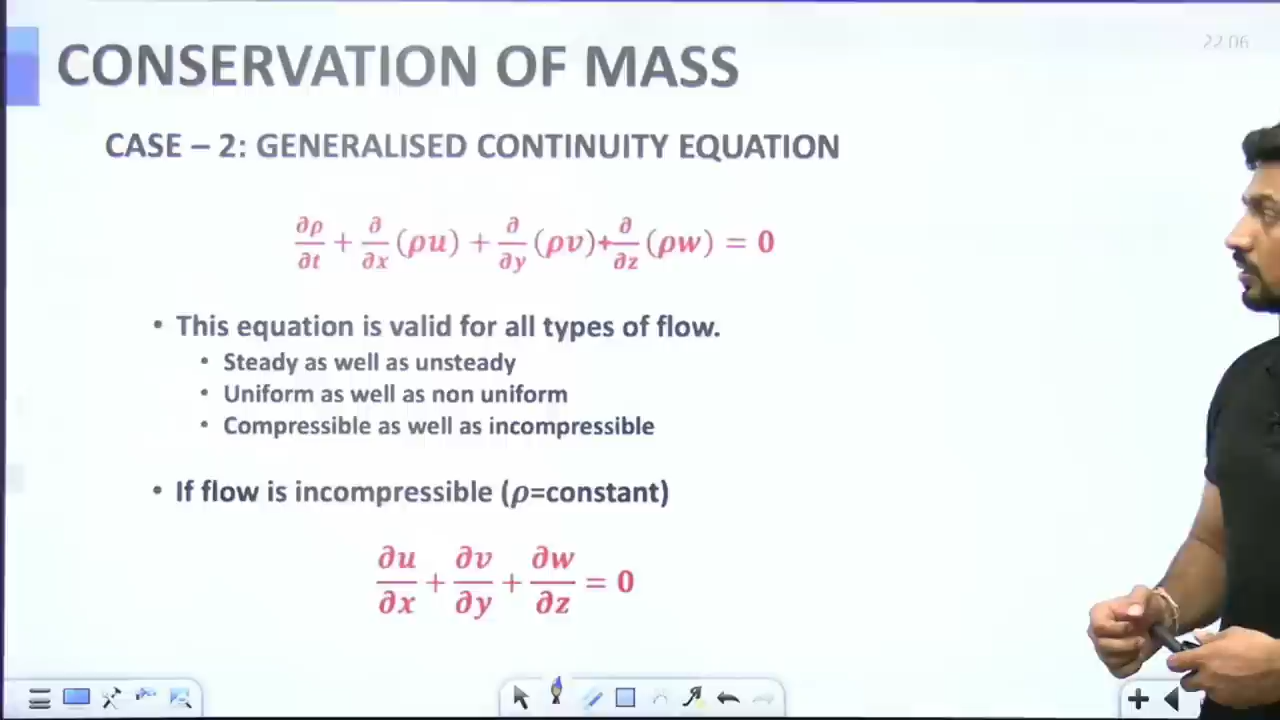 CONSERVATION OF MASS
22:06
CASE – 2: GENERALISED CONTINUITY EQUATION
∂ρ/∂t + ∂/∂x (ρu) + ∂/∂y (ρv)+∂/∂z (ρw) = 0
• This equation is valid for all types of flow.
• Steady as well as unsteady
• Uniform as well as non uniform
• Compressible as well as incompressible
• If flow is incompressible (ρ=constant)
∂u/∂x + ∂v/∂y + ∂w/∂z = 0